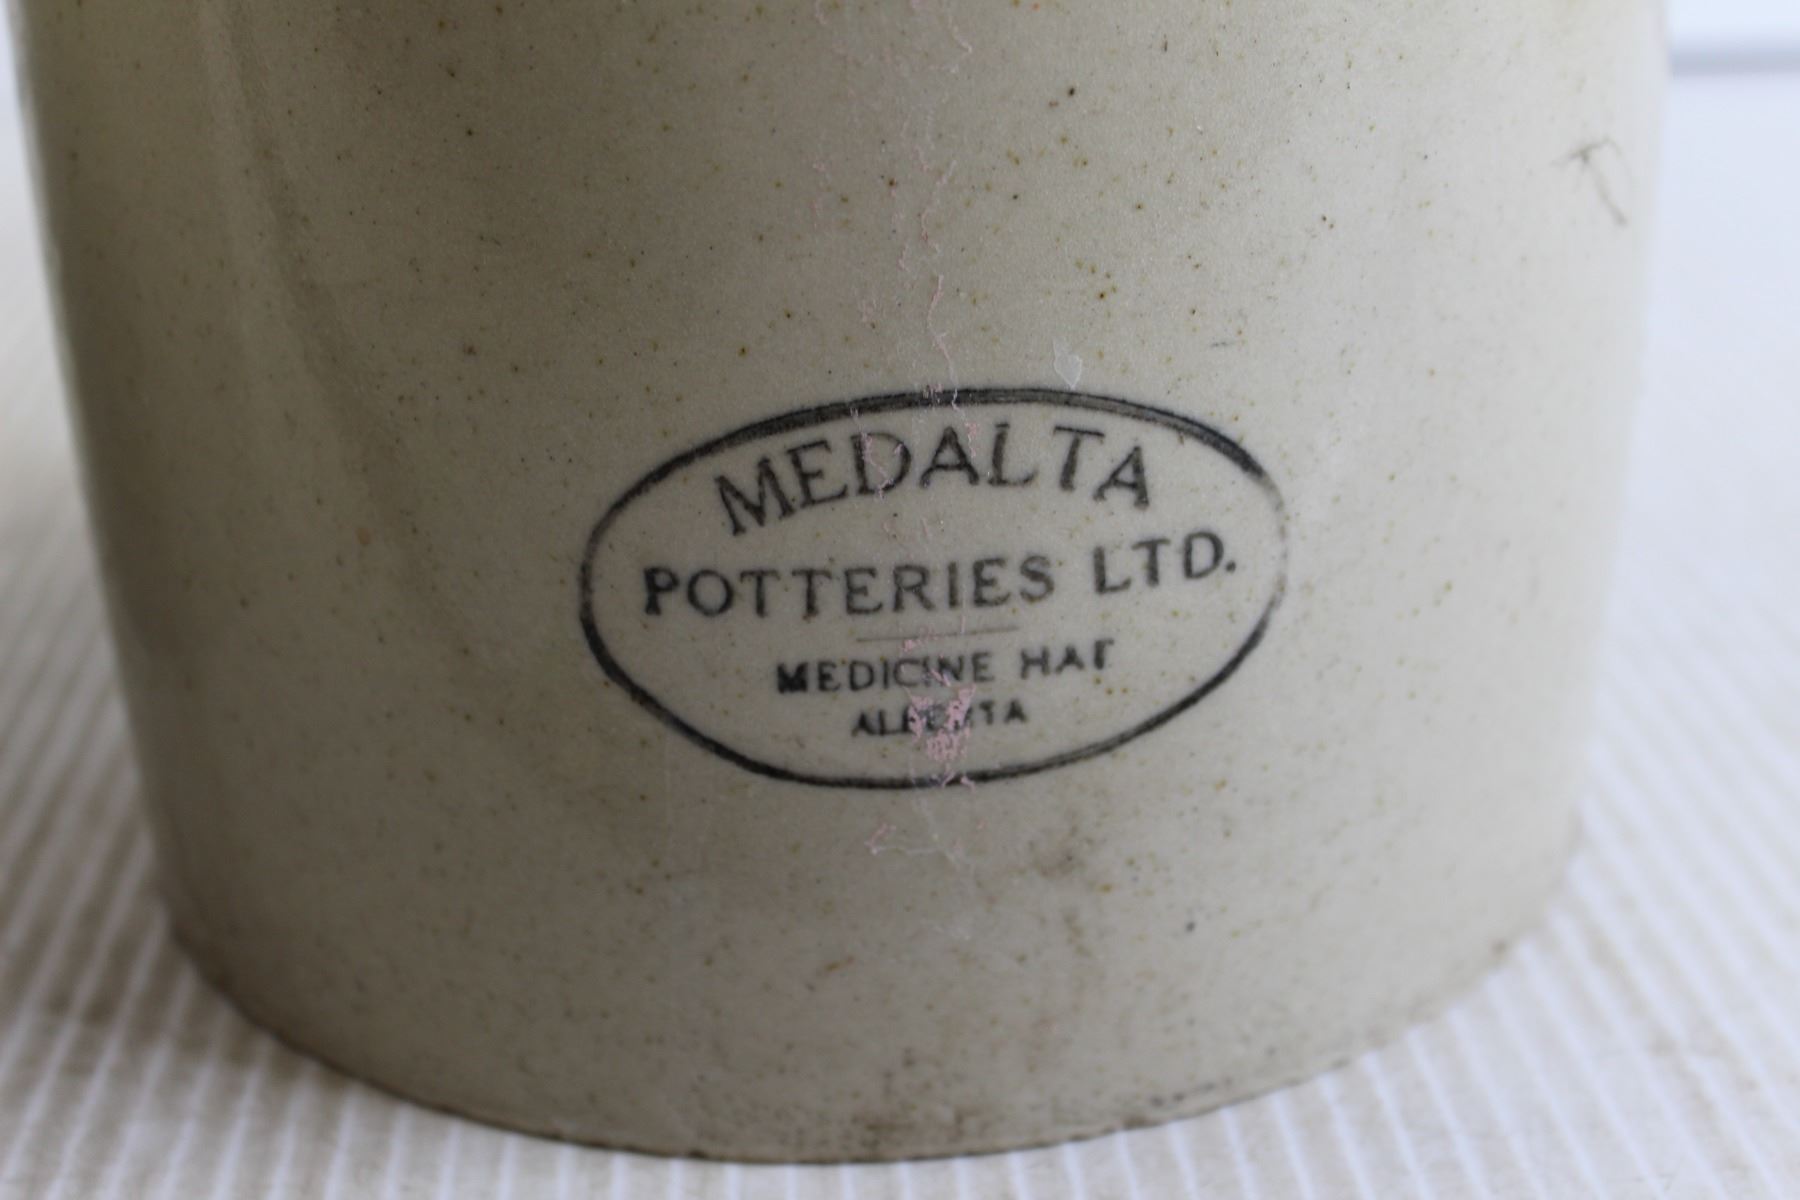 MEDALTA
POTTERIES LTD.
MEDICINE HAT
ALBERTA